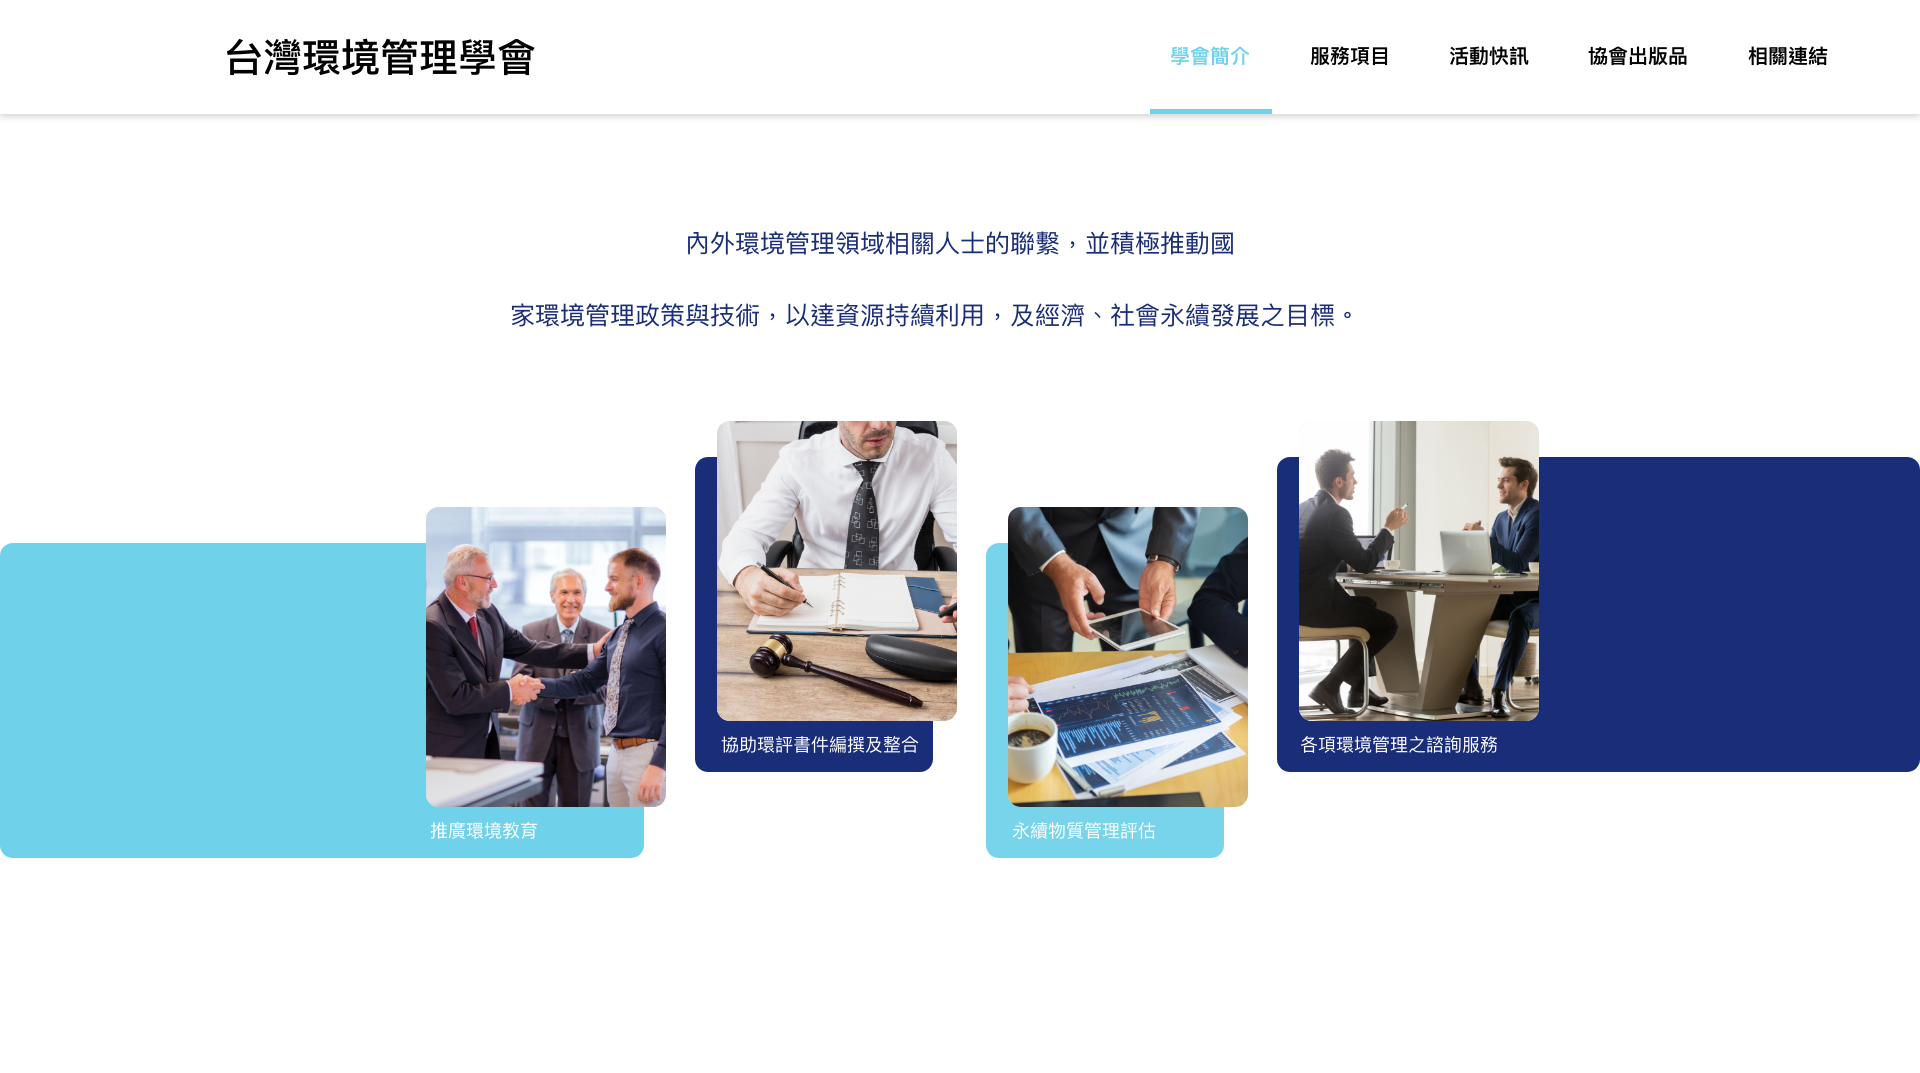 台灣環境管理學會
學會簡介
服務項目
活動快訊
協會出版品
相關連結
內外環境管理領域相關人士的聯繫，並積極推動國
家環境管理政策與技術，以達資源持續利用，及經濟、社會永續發展之目標。
推廣環境教育
協助環評書件編撰及整合
永續物質管理評估
各項環境管理之諮詢服務